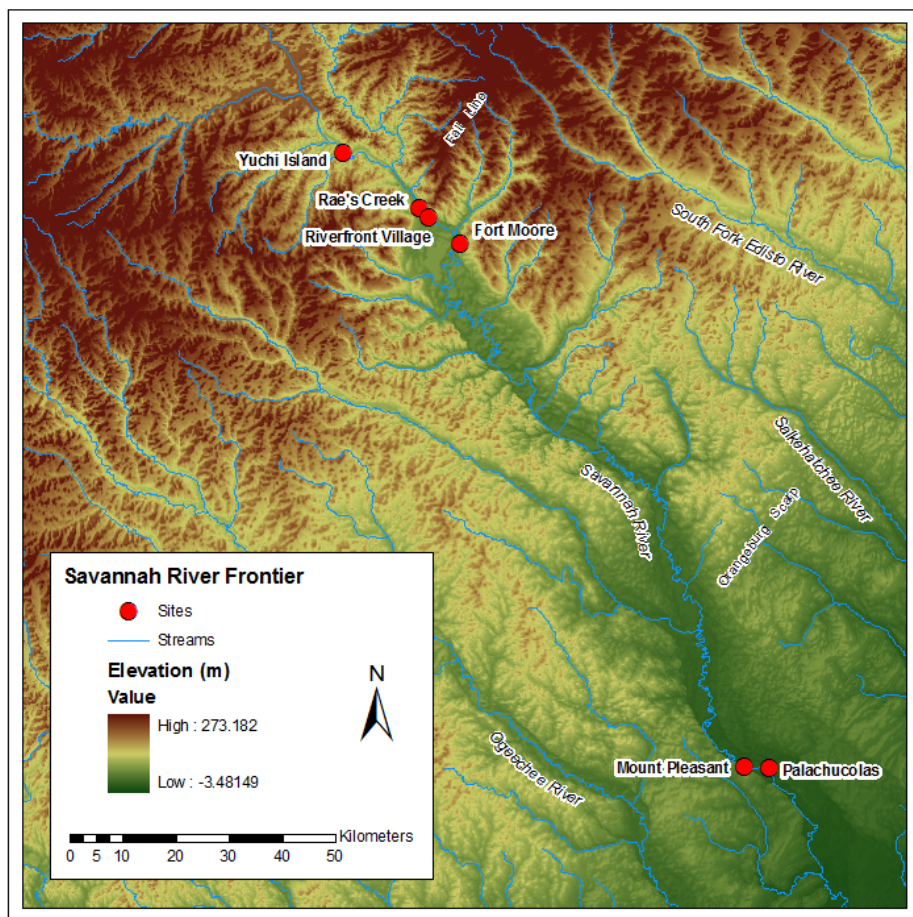 Fall Line
Yuchi Island
Rae's Creek
Riverfront Village
Fort Moore
South Fork Edisto River
Salkehatchee River
Savannah River
Orangeburg Scarp
Savannah River Frontier
Sites
Streams
Elevation (m)
Value
High : 273.182
Low : -3.48149
N
Kilometers
0 5 10 20 30 40 50
Ogeechee River
Mount Pleasant
Palachucolas